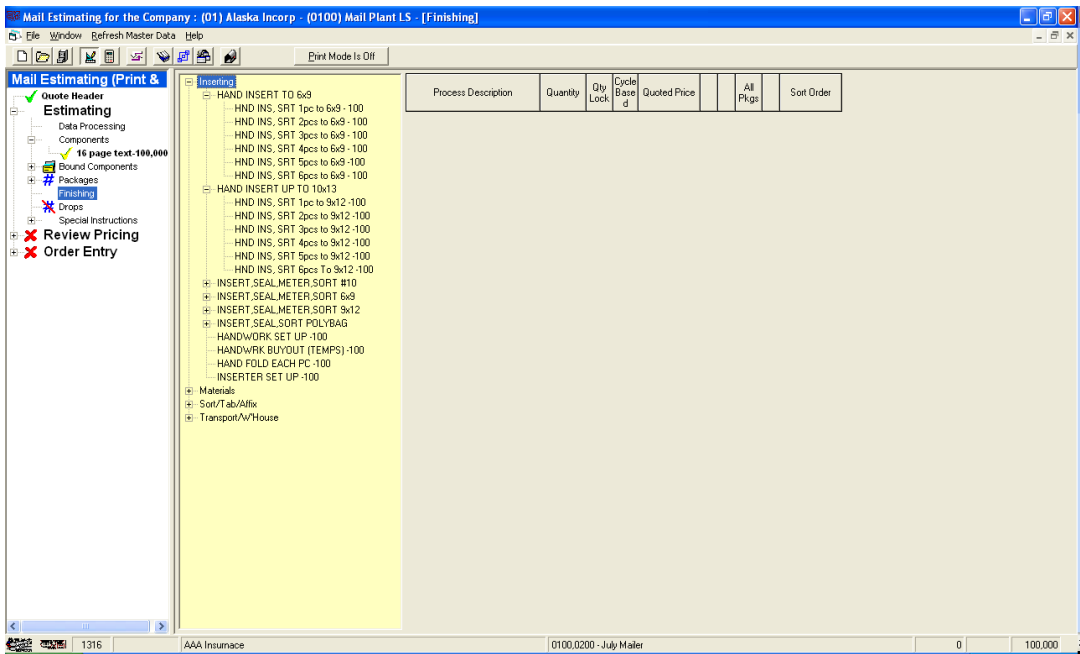 Mail Estimating for the Company : (01) Alaska Incorp - (0100) Mail Plant LS - [Finishing]
File Window Refresh Master Data Help
Print Mode Is Off
Mail Estimating (Print &
Quote Header
Estimating
Data Processing
Components
16 page text-100,000
Bound Components
Packages
Finishing
Drops
Special Instructions
Review Pricing
Order Entry
Inserting
HAND INSERT TO 6x9
HND INS, SRT 1pc to 6x9 - 100
HND INS, SRT 2pcs to 6x9 - 100
HND INS, SRT 3pcs to 6x9 - 100
HND INS, SRT 4pcs to 6x9 - 100
HND INS, SRT 5pcs to 6x9 -100
HND INS, SRT 6pcs to 6x9 - 100
HAND INSERT UP TO 10x13
HND INS, SRT 1pc to 9x12 -100
HND INS, SRT 2pcs to 9x12 -100
HND INS, SRT 3pcs to 9x12 -100
HND INS, SRT 4pcs to 9x12 -100
HND INS, SRT 5pcs to 9x12 -100
HND INS, SRT 6pcs To 9x12 -100
INSERT,SEAL,METER,SORT #10
INSERT,SEAL,METER,SORT 6x9
INSERT,SEAL,METER,SORT 9x12
INSERT,SEAL,SORT POLYBAG
HANDWORK SET UP -100
HANDWRK BUYOUT (TEMPS) -100
HAND FOLD EACH PC -100
INSERTER SET UP -100
Materials
Sort/Tab/Affix
Transport/W'House
Process Description
Quantity
Qty
Lock
Cycle
Base
d
Quoted Price
All
Pkgs
Sort Order
1316
AAA Insurnace
0100,0200 - July Mailer
0
100,000